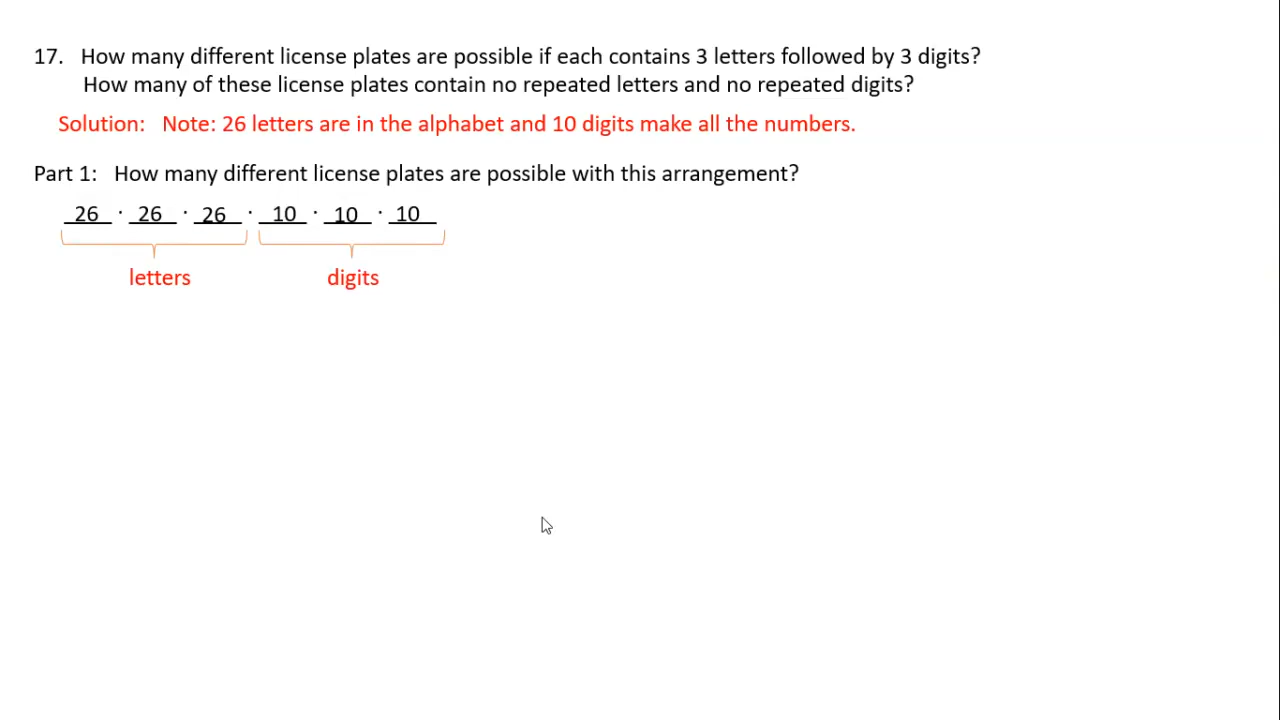 17. How many different license plates are possible if each contains 3 letters followed by 3 digits?
How many of these license plates contain no repeated letters and no repeated digits?
Solution: Note: 26 letters are in the alphabet and 10 digits make all the numbers.
Part 1: How many different license plates are possible with this arrangement?
26 · 26 · 26 · 10 · 10 · 10
letters digits